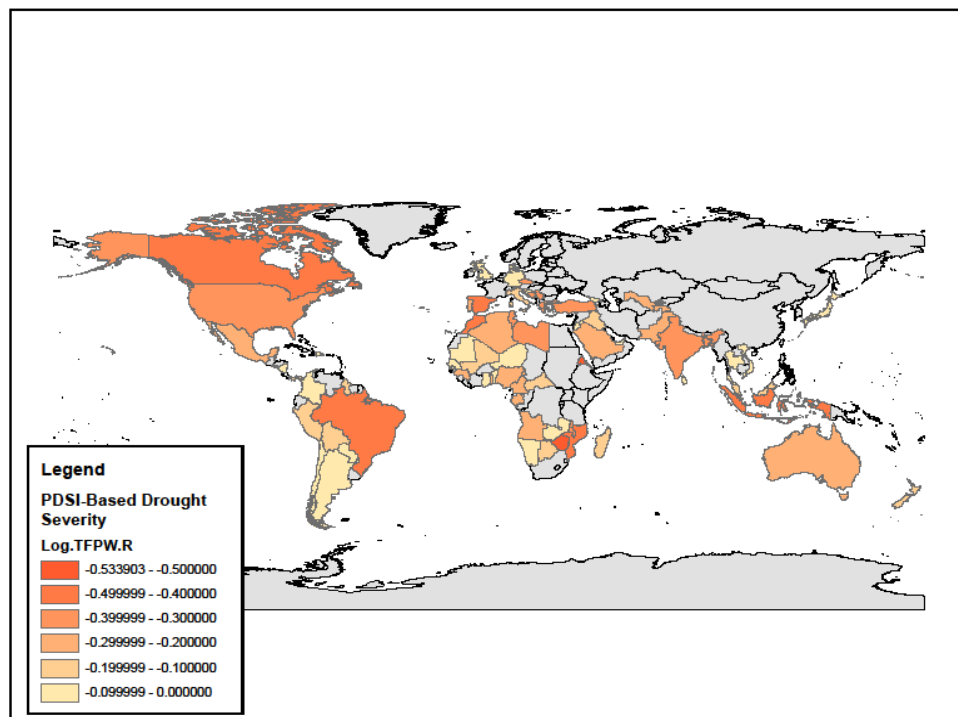 Legend
PDSI-Based Drought
Severity
Log.TFPW.R
-0.533903 - -0.500000
-0.499999 - -0.400000
-0.399999 - -0.300000
-0.299999 - -0.200000
-0.199999 - -0.100000
-0.099999 - 0.000000